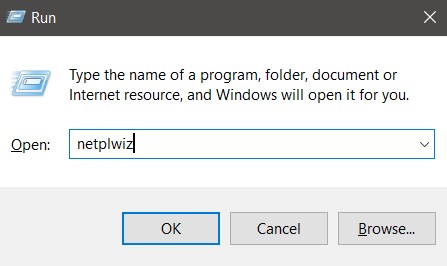 Run
Type the name of a program, folder, document or
Internet resource, and Windows will open it for you.
Open: netplwiz
OK Cancel Browse...